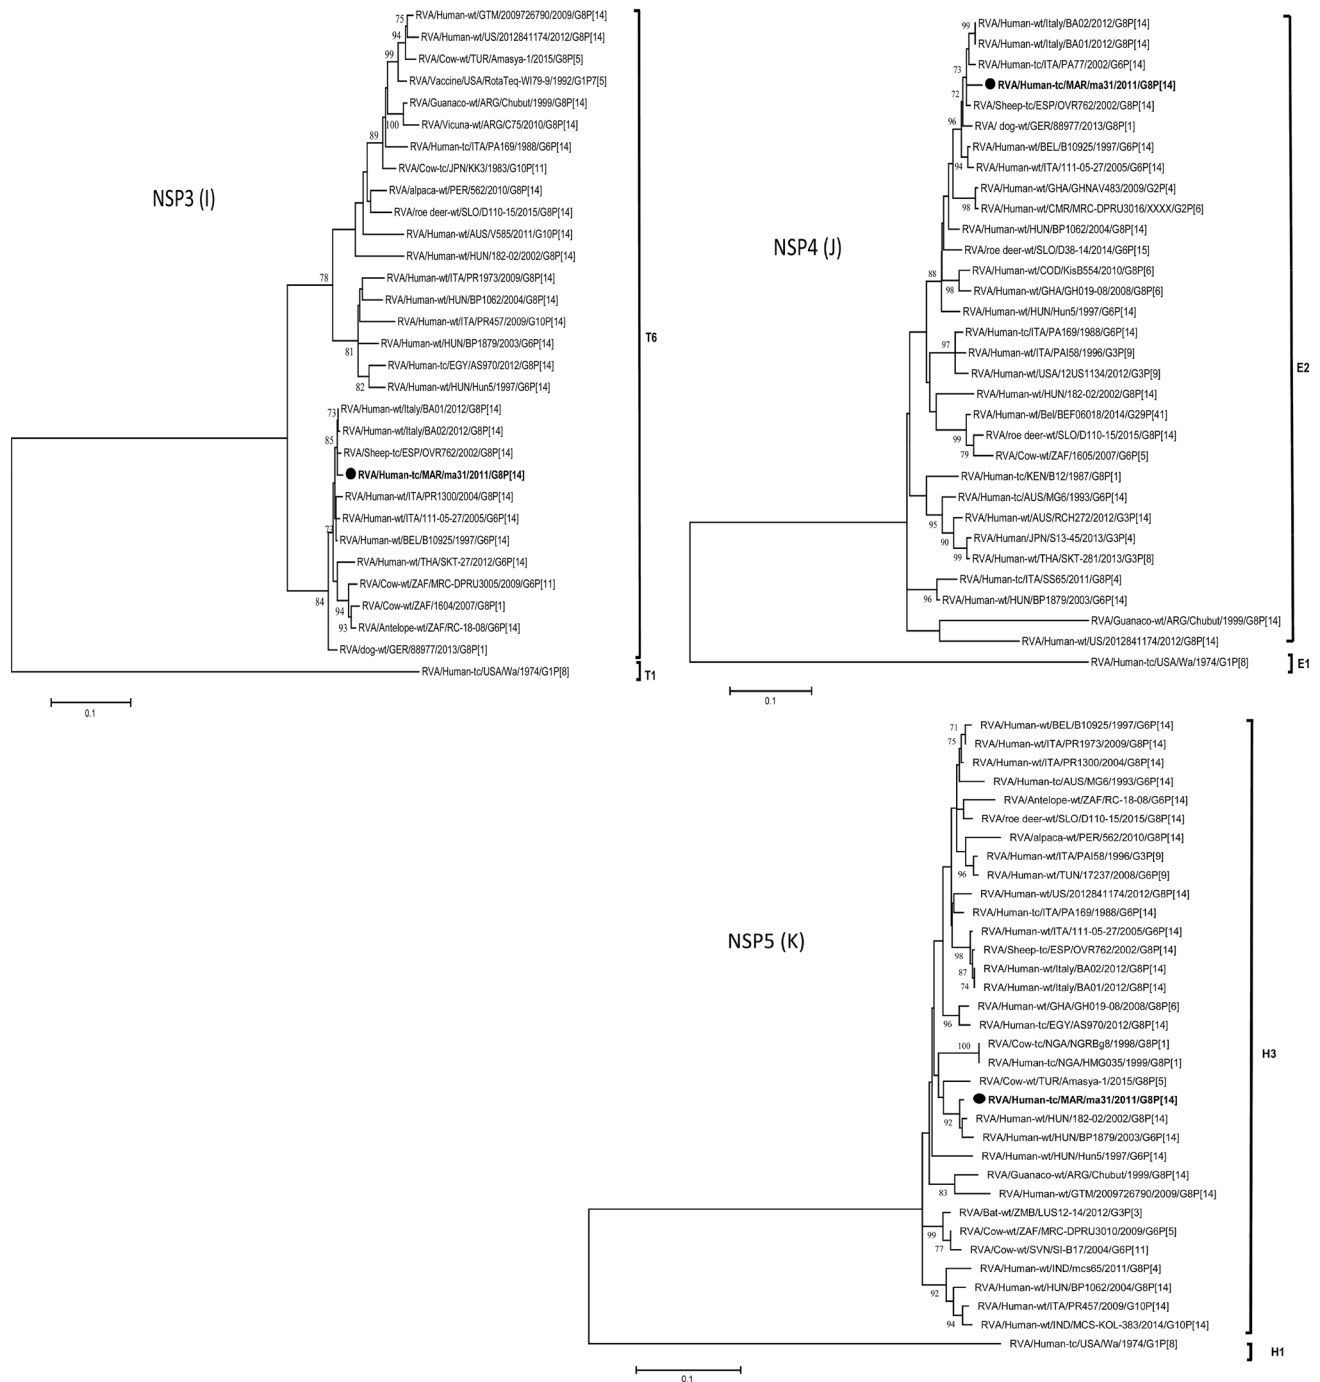 NSP3 (I)
75
RVA/Human-wt/GTM/2009726790/2009/G8P[14]
94
RVA/Human-wt/US/2012841174/2012/G8P[14]
99
RVA/Cow-wt/TUR/Amasya-1/2015/G8P[5]
RVA/Vaccine/USA/RotaTeq-WI79-9/1992/G1P7[5]
RVA/Guanaco-wt/ARG/Chubut/1999/G8P[14]
100
RVA/Vicuna-wt/ARG/C75/2010/G8P[14]
89
RVA/Human-tc/ITA/PA169/1988/G6P[14]
RVA/Cow-tc/JPN/KK3/1983/G10P[11]
RVA/alpaca-wt/PER/562/2010/G8P[14]
RVA/roe deer-wt/SLO/D110-15/2015/G8P[14]
RVA/Human-wt/AUS/V585/2011/G10P[14]
RVA/Human-wt/HUN/182-02/2002/G8P[14]
78
RVA/Human-wt/ITA/PR1973/2009/G8P[14]
RVA/Human-wt/HUN/BP1062/2004/G8P[14]
RVA/Human-wt/ITA/PR457/2009/G10P[14]
RVA/Human-wt/HUN/BP1879/2003/G6P[14]
81
RVA/Human-tc/EGY/AS970/2012/G8P[14]
82
RVA/Human-wt/HUN/Hun5/1997/G6P[14]
73
RVA/Human-wt/Italy/BA01/2012/G8P[14]
85
RVA/Human-wt/Italy/BA02/2012/G8P[14]
RVA/Sheep-tc/ESP/OVR762/2002/G8P[14]
RVA/Human-tc/MAR/ma31/2011/G8P[14]
RVA/Human-wt/ITA/PR1300/2004/G8P[14]
RVA/Human-wt/ITA/111-05-27/2005/G6P[14]
73
RVA/Human-wt/BEL/B10925/1997/G6P[14]
RVA/Human-wt/THA/SKT-27/2012/G6P[14]
RVA/Cow-wt/ZAF/MRC-DPRU3005/2009/G6P[11]
84
RVA/Cow-wt/ZAF/1604/2007/G8P[1]
94
RVA/Antelope-wt/ZAF/RC-18-08/G6P[14]
93
RVA/dog-wt/GER/88977/2013/G8P[1]
RVA/Human-tc/USA/Wa/1974/G1P[8]
T6
T1
0.1
NSP4 (J)
99
RVA/Human-wt/Italy/BA02/2012/G8P[14]
RVA/Human-wt/Italy/BA01/2012/G8P[14]
73
RVA/Human-tc/ITA/PA77/2002/G6P[14]
RVA/Human-tc/MAR/ma31/2011/G8P[14]
72
RVA/Sheep-tc/ESP/OVR762/2002/G8P[14]
96
RVA/ dog-wt/GER/88977/2013/G8P[1]
RVA/Human-wt/BEL/B10925/1997/G6P[14]
94
RVA/Human-wt/ITA/111-05-27/2005/G6P[14]
RVA/Human-wt/GHA/GHNAV483/2009/G2P[4]
98
RVA/Human-wt/CMR/MRC-DPRU3016/XXXX/G2P[6]
RVA/Human-wt/HUN/BP1062/2004/G8P[14]
RVA/roe deer-wt/SLO/D38-14/2014/G6P[15]
88
RVA/Human-wt/COD/KisB554/2010/G8P[6]
98
RVA/Human-wt/GHA/GH019-08/2008/G8P[6]
RVA/Human-wt/HUN/Hun5/1997/G6P[14]
RVA/Human-tc/ITA/PA169/1988/G6P[14]
97
RVA/Human-wt/ITA/PAI58/1996/G3P[9]
RVA/Human-wt/USA/12US1134/2012/G3P[9]
RVA/Human-wt/HUN/182-02/2002/G8P[14]
RVA/Human-wt/Bel/BEF06018/2014/G29P[41]
99
RVA/roe deer-wt/SLO/D110-15/2015/G8P[14]
79
RVA/Cow-wt/ZAF/1605/2007/G6P[5]
RVA/Human-tc/KEN/B12/1987/G8P[1]
RVA/Human-tc/AUS/MG6/1993/G6P[14]
95
RVA/Human-wt/AUS/RCH272/2012/G3P[14]
90
RVA/Human/JPN/S13-45/2013/G3P[4]
99
RVA/Human-wt/THA/SKT-281/2013/G3P[8]
RVA/Human-tc/ITA/SS65/2011/G8P[4]
96
RVA/Human-wt/HUN/BP1879/2003/G6P[14]
RVA/Guanaco-wt/ARG/Chubut/1999/G8P[14]
RVA/Human-wt/US/2012841174/2012/G8P[14]
RVA/Human-tc/USA/Wa/1974/G1P[8]
E2
E1
0.1
NSP5 (K)
71
RVA/Human-wt/BEL/B10925/1997/G6P[14]
75
RVA/Human-wt/ITA/PR1973/2009/G8P[14]
RVA/Human-wt/ITA/PR1300/2004/G8P[14]
RVA/Human-tc/AUS/MG6/1993/G6P[14]
RVA/Antelope-wt/ZAF/RC-18-08/G6P[14]
RVA/roe deer-wt/SLO/D110-15/2015/G8P[14]
RVA/alpaca-wt/PER/562/2010/G8P[14]
RVA/Human-wt/ITA/PAI58/1996/G3P[9]
96
RVA/Human-wt/TUN/17237/2008/G6P[9]
RVA/Human-wt/US/2012841174/2012/G8P[14]
RVA/Human-tc/ITA/PA169/1988/G6P[14]
RVA/Human-wt/ITA/111-05-27/2005/G6P[14]
98
RVA/Sheep-tc/ESP/OVR762/2002/G8P[14]
87
RVA/Human-wt/Italy/BA02/2012/G8P[14]
74
RVA/Human-wt/Italy/BA01/2012/G8P[14]
RVA/Human-wt/GHA/GH019-08/2008/G8P[6]
96
RVA/Human-tc/EGY/AS970/2012/G8P[14]
100
RVA/Cow-tc/NGA/NGRBg8/1998/G8P[1]
RVA/Human-tc/NGA/HMG035/1999/G8P[1]
RVA/Cow-wt/TUR/Amasya-1/2015/G8P[5]
RVA/Human-tc/MAR/ma31/2011/G8P[14]
92
RVA/Human-wt/HUN/182-02/2002/G8P[14]
RVA/Human-wt/HUN/BP1879/2003/G6P[14]
RVA/Human-wt/HUN/Hun5/1997/G6P[14]
RVA/Guanaco-wt/ARG/Chubut/1999/G8P[14]
83
RVA/Human-wt/GTM/2009726790/2009/G8P[14]
RVA/Bat-wt/ZMB/LUS12-14/2012/G3P[3]
99
RVA/Cow-wt/ZAF/MRC-DPRU3010/2009/G6P[5]
77
RVA/Cow-wt/SVN/SI-B17/2004/G6P[11]
RVA/Human-wt/IND/mcs65/2011/G8P[4]
92
RVA/Human-wt/HUN/BP1062/2004/G8P[14]
RVA/Human-wt/ITA/PR457/2009/G10P[14]
94
RVA/Human-wt/IND/MCS-KOL-383/2014/G10P[14]
RVA/Human-tc/USA/Wa/1974/G1P[8]
H3
H1
0.1